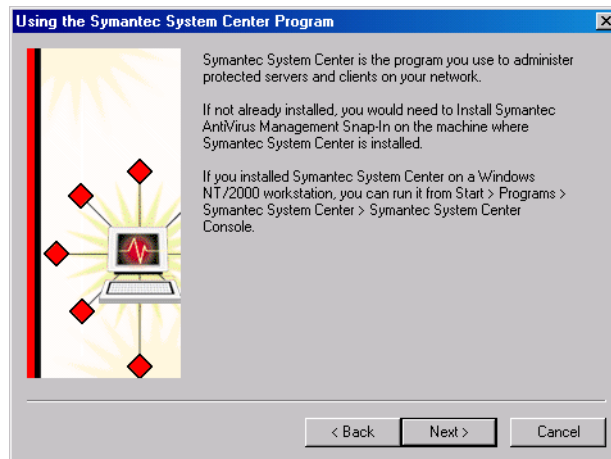 Using the Symantec System Center Program
Symantec System Center is the program you use to administer
protected servers and clients on your network.
If not already installed, you would need to Install Symantec
AntiVirus Management Snap-In on the machine where
Symantec System Center is installed.
If you installed Symantec System Center on a Windows
NT/2000 workstation, you can run it from Start > Programs >
Symantec System Center > Symantec System Center
Console.
< Back
Next >
Cancel